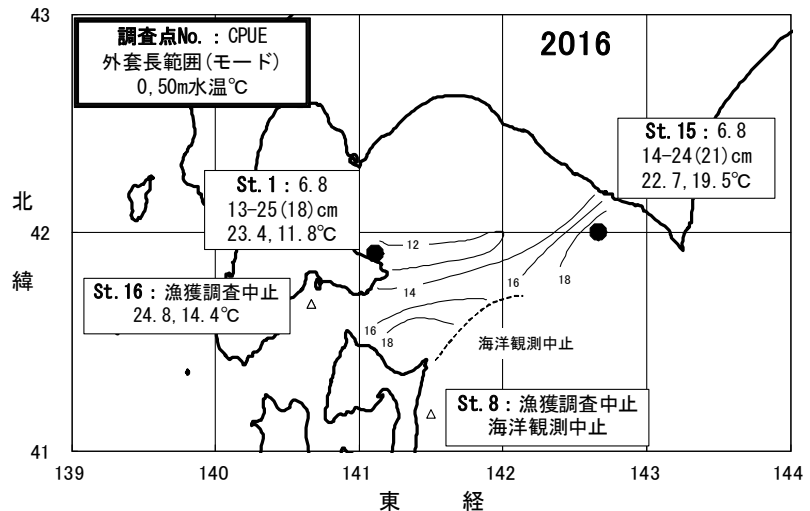 43
調査点No.：CPUE
外套長範囲(モード)
0,50m水温℃
2016
St.15：6.8
14-24(21)cm
22.7,19.5℃
St.1：6.8
13-25(18)cm
23.4,11.8℃
北
緯
42
12
14
16
18
St.16：漁獲調査中止
24.8,14.4℃
16
18
海洋観測中止
St.8：漁獲調査中止
海洋観測中止
41
139
140
141
142
143
144
東 経